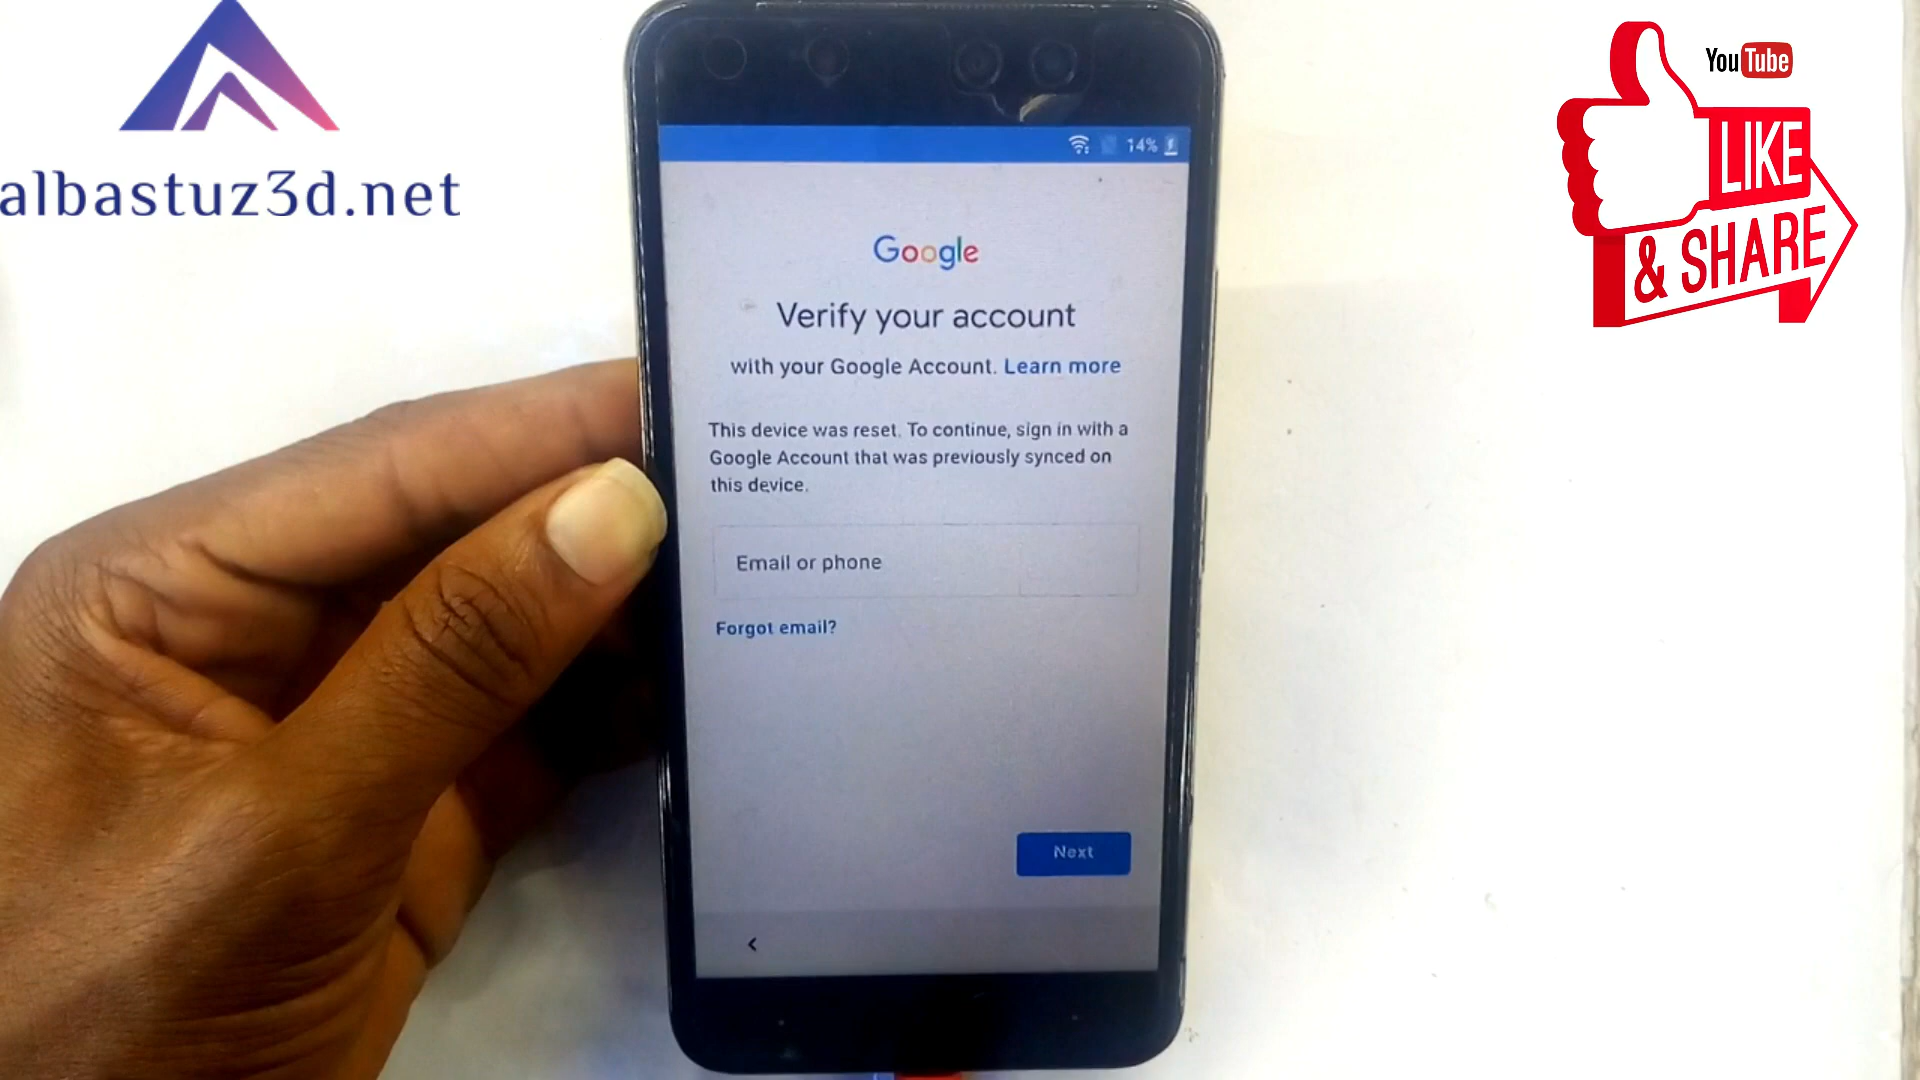 albastuz3d.net
YouTube
LIKE
& SHARE
14%
Google
Verify your account
with your Google Account. Learn more
This device was reset. To continue, sign in with a
Google Account that was previously synced on
this device.
Email or phone
Forgot email?
Next